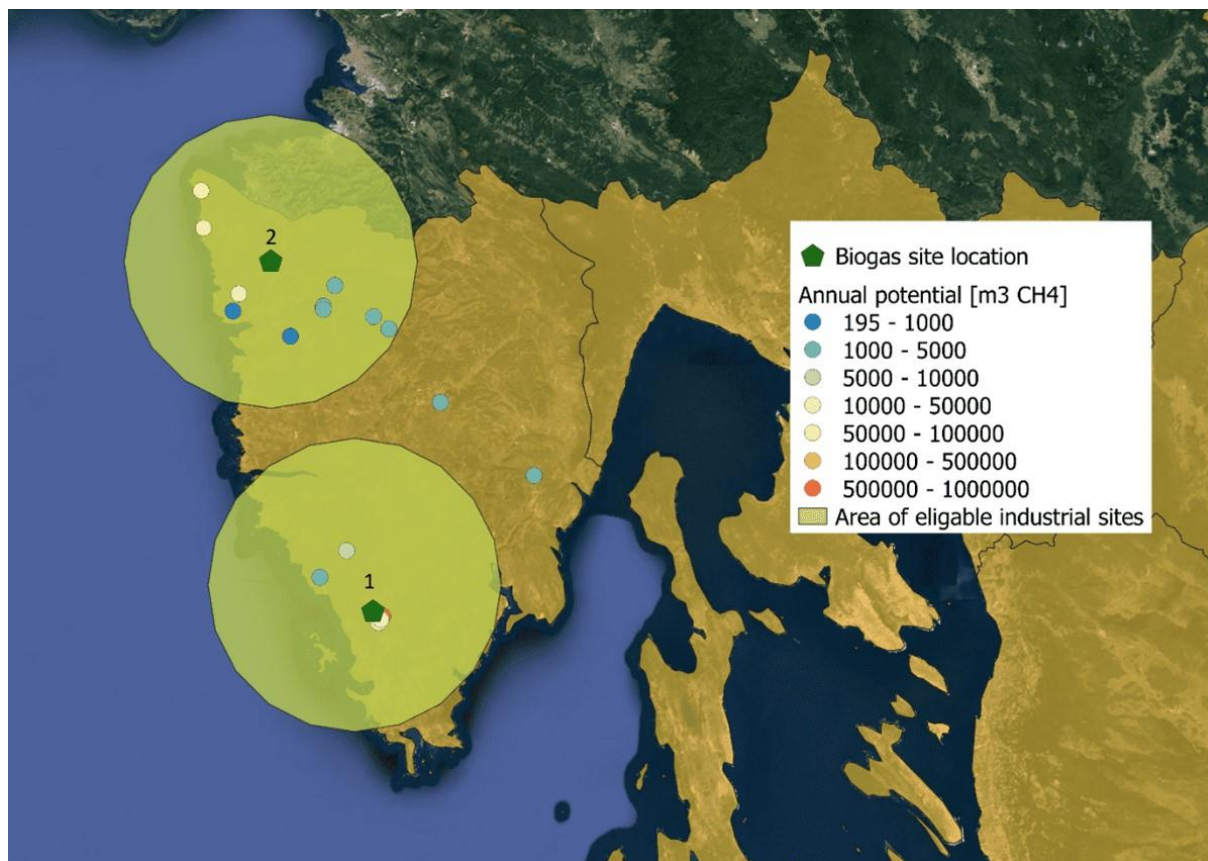 2
1
Biogas site location
Annual potential [m3 CH4]
195 - 1000
1000 - 5000
5000 - 10000
10000 - 50000
50000 - 100000
100000 - 500000
500000 - 1000000
Area of eligable industrial sites